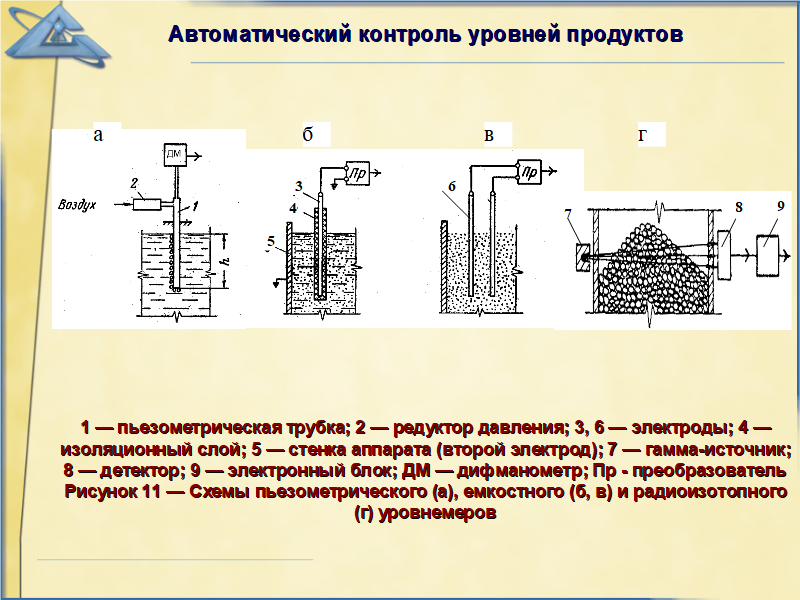 Автоматический контроль уровней продуктов
а б в г
ДМ
2
1
Воздух
h
3
4
5
Пр
6
Пр
7
8
9
1 — пьезометрическая трубка; 2 — редуктор давления; 3, 6 — электроды; 4 —
изоляционный слой; 5 — стенка аппарата (второй электрод); 7 — гамма-источник;
8 — детектор; 9 — электронный блок; ДМ — дифманометр; Пр - преобразователь
Рисунок 11 — Схемы пьезометрического (а), емкостного (б, в) и радиоизотопного
(г) уровнемеров